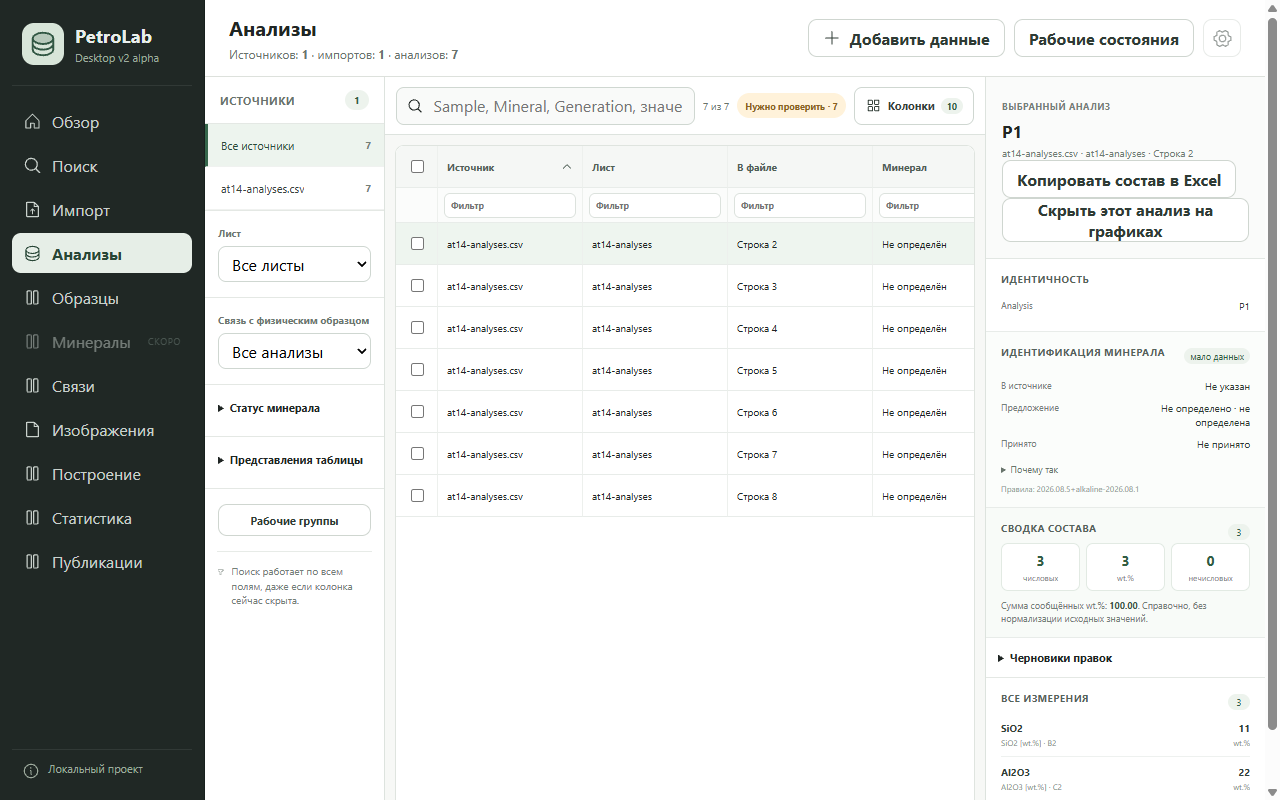 PetroLab
Desktop v2 alpha
Обзор
Поиск
Импорт
Анализы
Образцы
Минералы СКОРО
Связи
Изображения
Построение
Статистика
Публикации
Локальный проект
Анализы
Источников: 1 · импортов: 1 · анализов: 7
Добавить данные
Рабочие состояния
ИСТОЧНИКИ 1
Все источники 7
at14-analyses.csv 7
Лист
Все листы
Связь с физическим образцом
Все анализы
Статус минерала
Представления таблицы
Рабочие группы
Поиск работает по всем
полям, даже если колонка
сейчас скрыта.
Sample, Mineral, Generation, значе
7 из 7
Нужно проверить · 7
Колонки 10
Источник Лист В файле Минерал
Фильтр Фильтр Фильтр Фильтр
at14-analyses.csv at14-analyses Строка 2 Не определён
at14-analyses.csv at14-analyses Строка 3 Не определён
at14-analyses.csv at14-analyses Строка 4 Не определён
at14-analyses.csv at14-analyses Строка 5 Не определён
at14-analyses.csv at14-analyses Строка 6 Не определён
at14-analyses.csv at14-analyses Строка 7 Не определён
at14-analyses.csv at14-analyses Строка 8 Не определён
ВЫБРАННЫЙ АНАЛИЗ
P1
at14-analyses.csv · at14-analyses · Строка 2
Копировать состав в Excel
Скрыть этот анализ на
графиках
ИДЕНТИЧНОСТЬ
Analysis P1
ИДЕНТИФИКАЦИЯ МИНЕРАЛА мало данных
В источнике Не указан
Предложение Не определено · не
определена
Принято Не принято
Почему так
Правила: 2026.08.5+alkaline-2026.08.1
СВОДКА СОСТАВА 3
3 3 0
числовых wt.% нечисловых
Сумма сообщённых wt.%: 100.00. Справочно, без
нормализации исходных значений.
Черновики правок
ВСЕ ИЗМЕРЕНИЯ 3
SiO2 11
SiO2 [wt.%] · B2 wt.%
Al2O3 22
Al2O3 [wt.%] · C2 wt.%